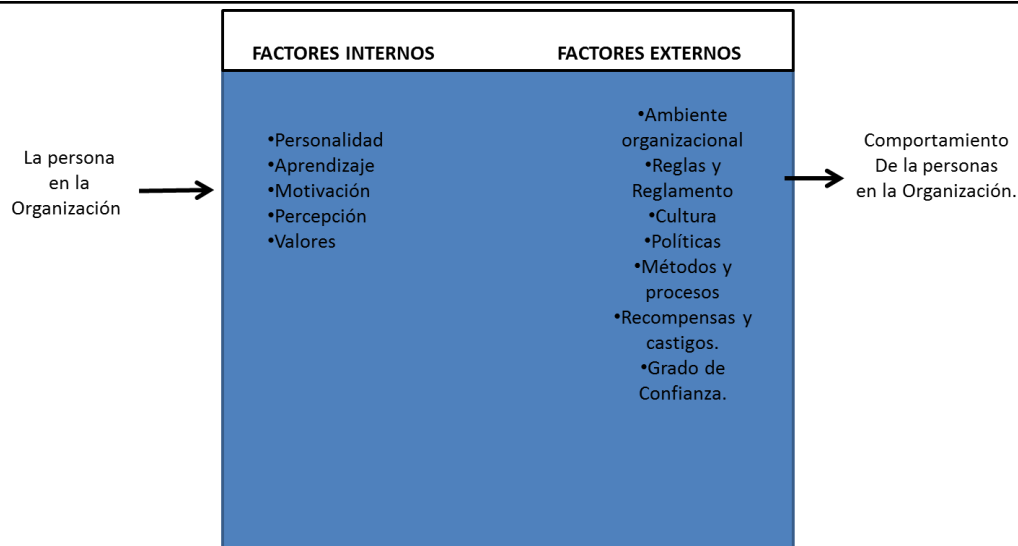 FACTORES INTERNOS
FACTORES EXTERNOS
La persona
en la
Organización
•Personalidad
•Aprendizaje
•Motivación
•Percepción
•Valores
•Ambiente
organizacional
•Reglas y
Reglamento
•Cultura
•Políticas
•Métodos y
procesos
•Recompensas y
castigos.
•Grado de
Confianza.
Comportamiento
De la personas
en la Organización.